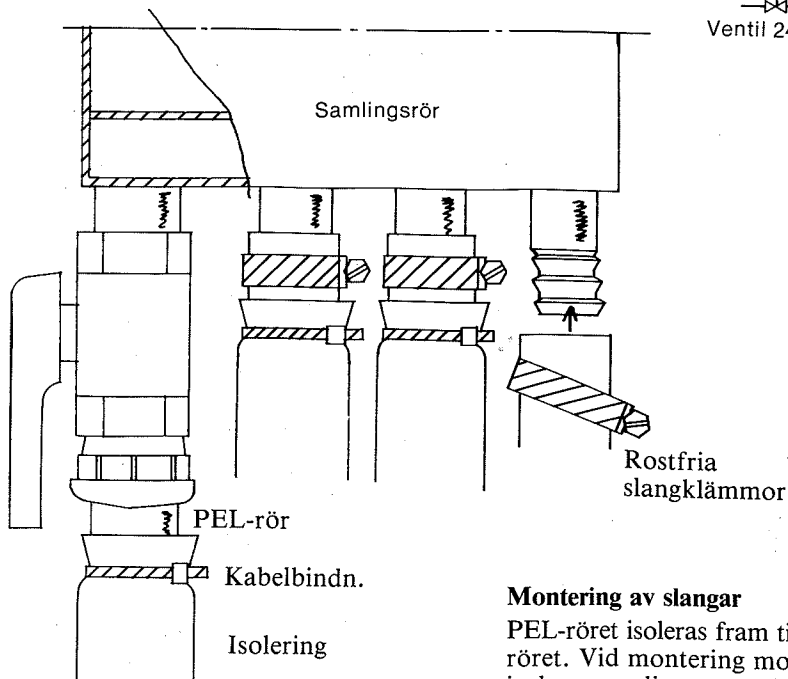 Ventil 24
Samlingsrör
Rostfria
slangklämmor
PEL-rör
Kabelbindn.
Isolering
Montering av slangar
PEL-röret isoleras fram ti
röret. Vid montering mo